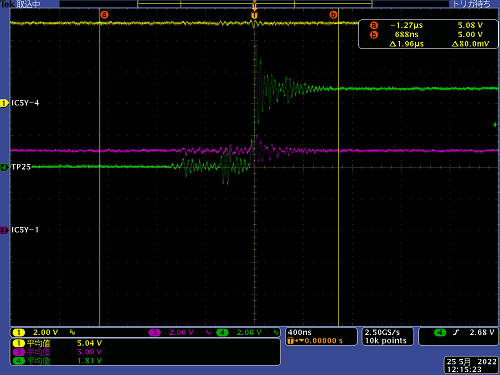 Tek 取込中 トリガ待ち
a b
a −1.27μs 5.08 V
b 688ns 5.00 V
Δ1.96μs Δ80.0mV
1 IC5Y-4
4 TP25
3 IC5Y-1
1 2.00 V 3 2.00 V 4 2.00 V
400ns
T→▼0.00000 s
2.50GS/s
10k points
4 2.68 V
1 平均値 5.04 V
3 平均値 5.00 V
4 平均値 1.81 V
25 5月 2022
12:15:23